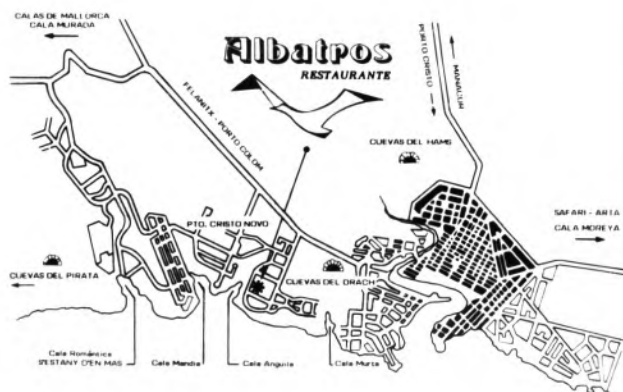 CALAS DE MALLORCA
CALA MURADA
Albatros
RESTAURANTE
PORTO CRISTO
MANACOR
FELANITX - PORTO COLOM
CUEVAS DEL HAMS
SAFARI - ARTA
CALA MOREYA
PTO. CRISTO NOVO
CUEVAS DEL PIRATA
CUEVAS DEL DRACH
Cala Romántica
S'ESTANY D'EN MAS
Cala Mandia
Cala Anguila
Cala Murta